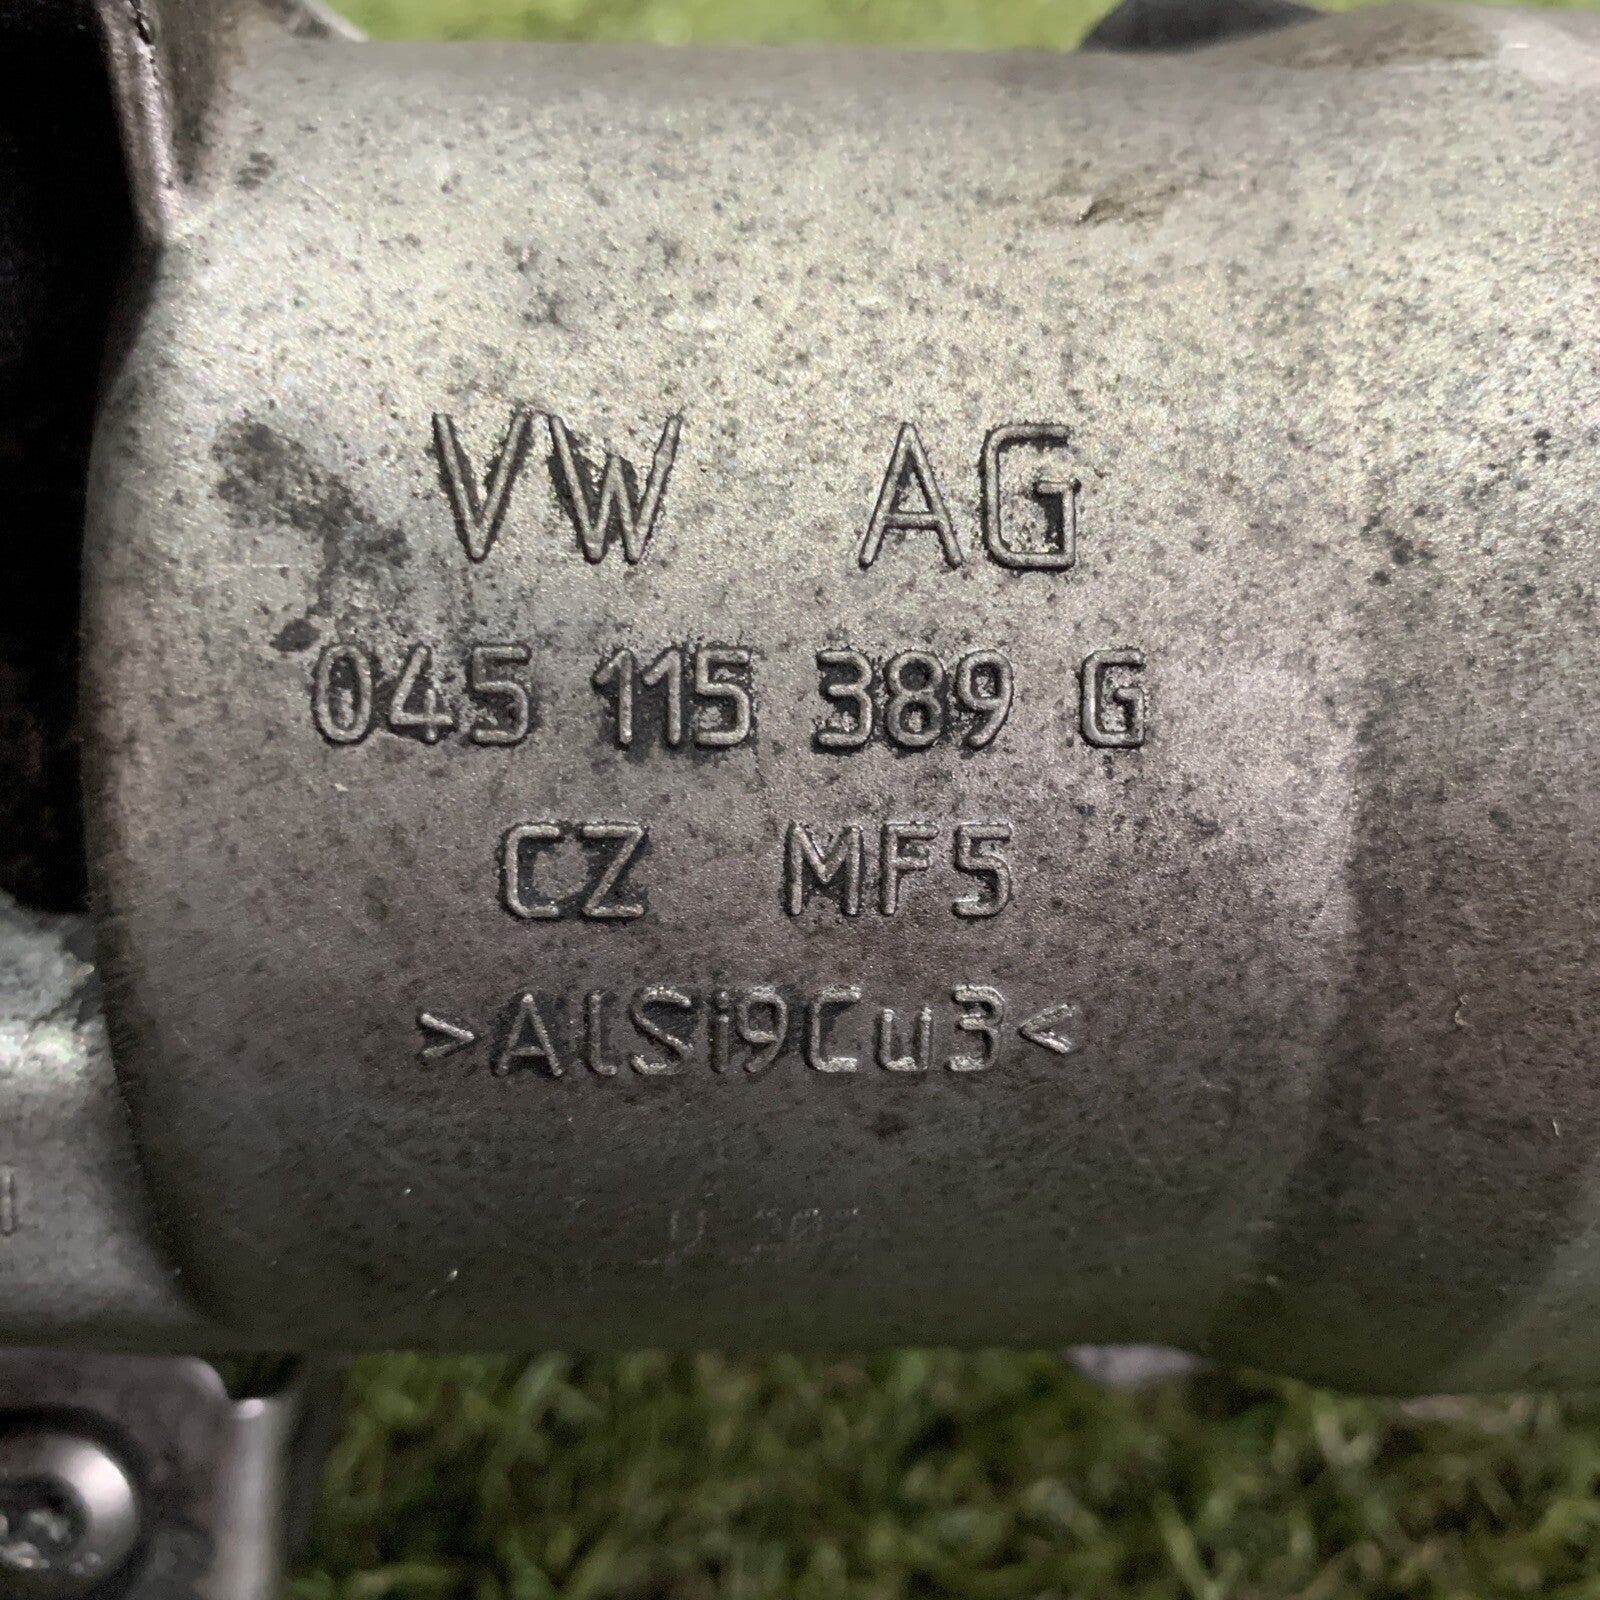 VW AG
045 115 389 G
CZ MF5
>AlSi9Cu3<